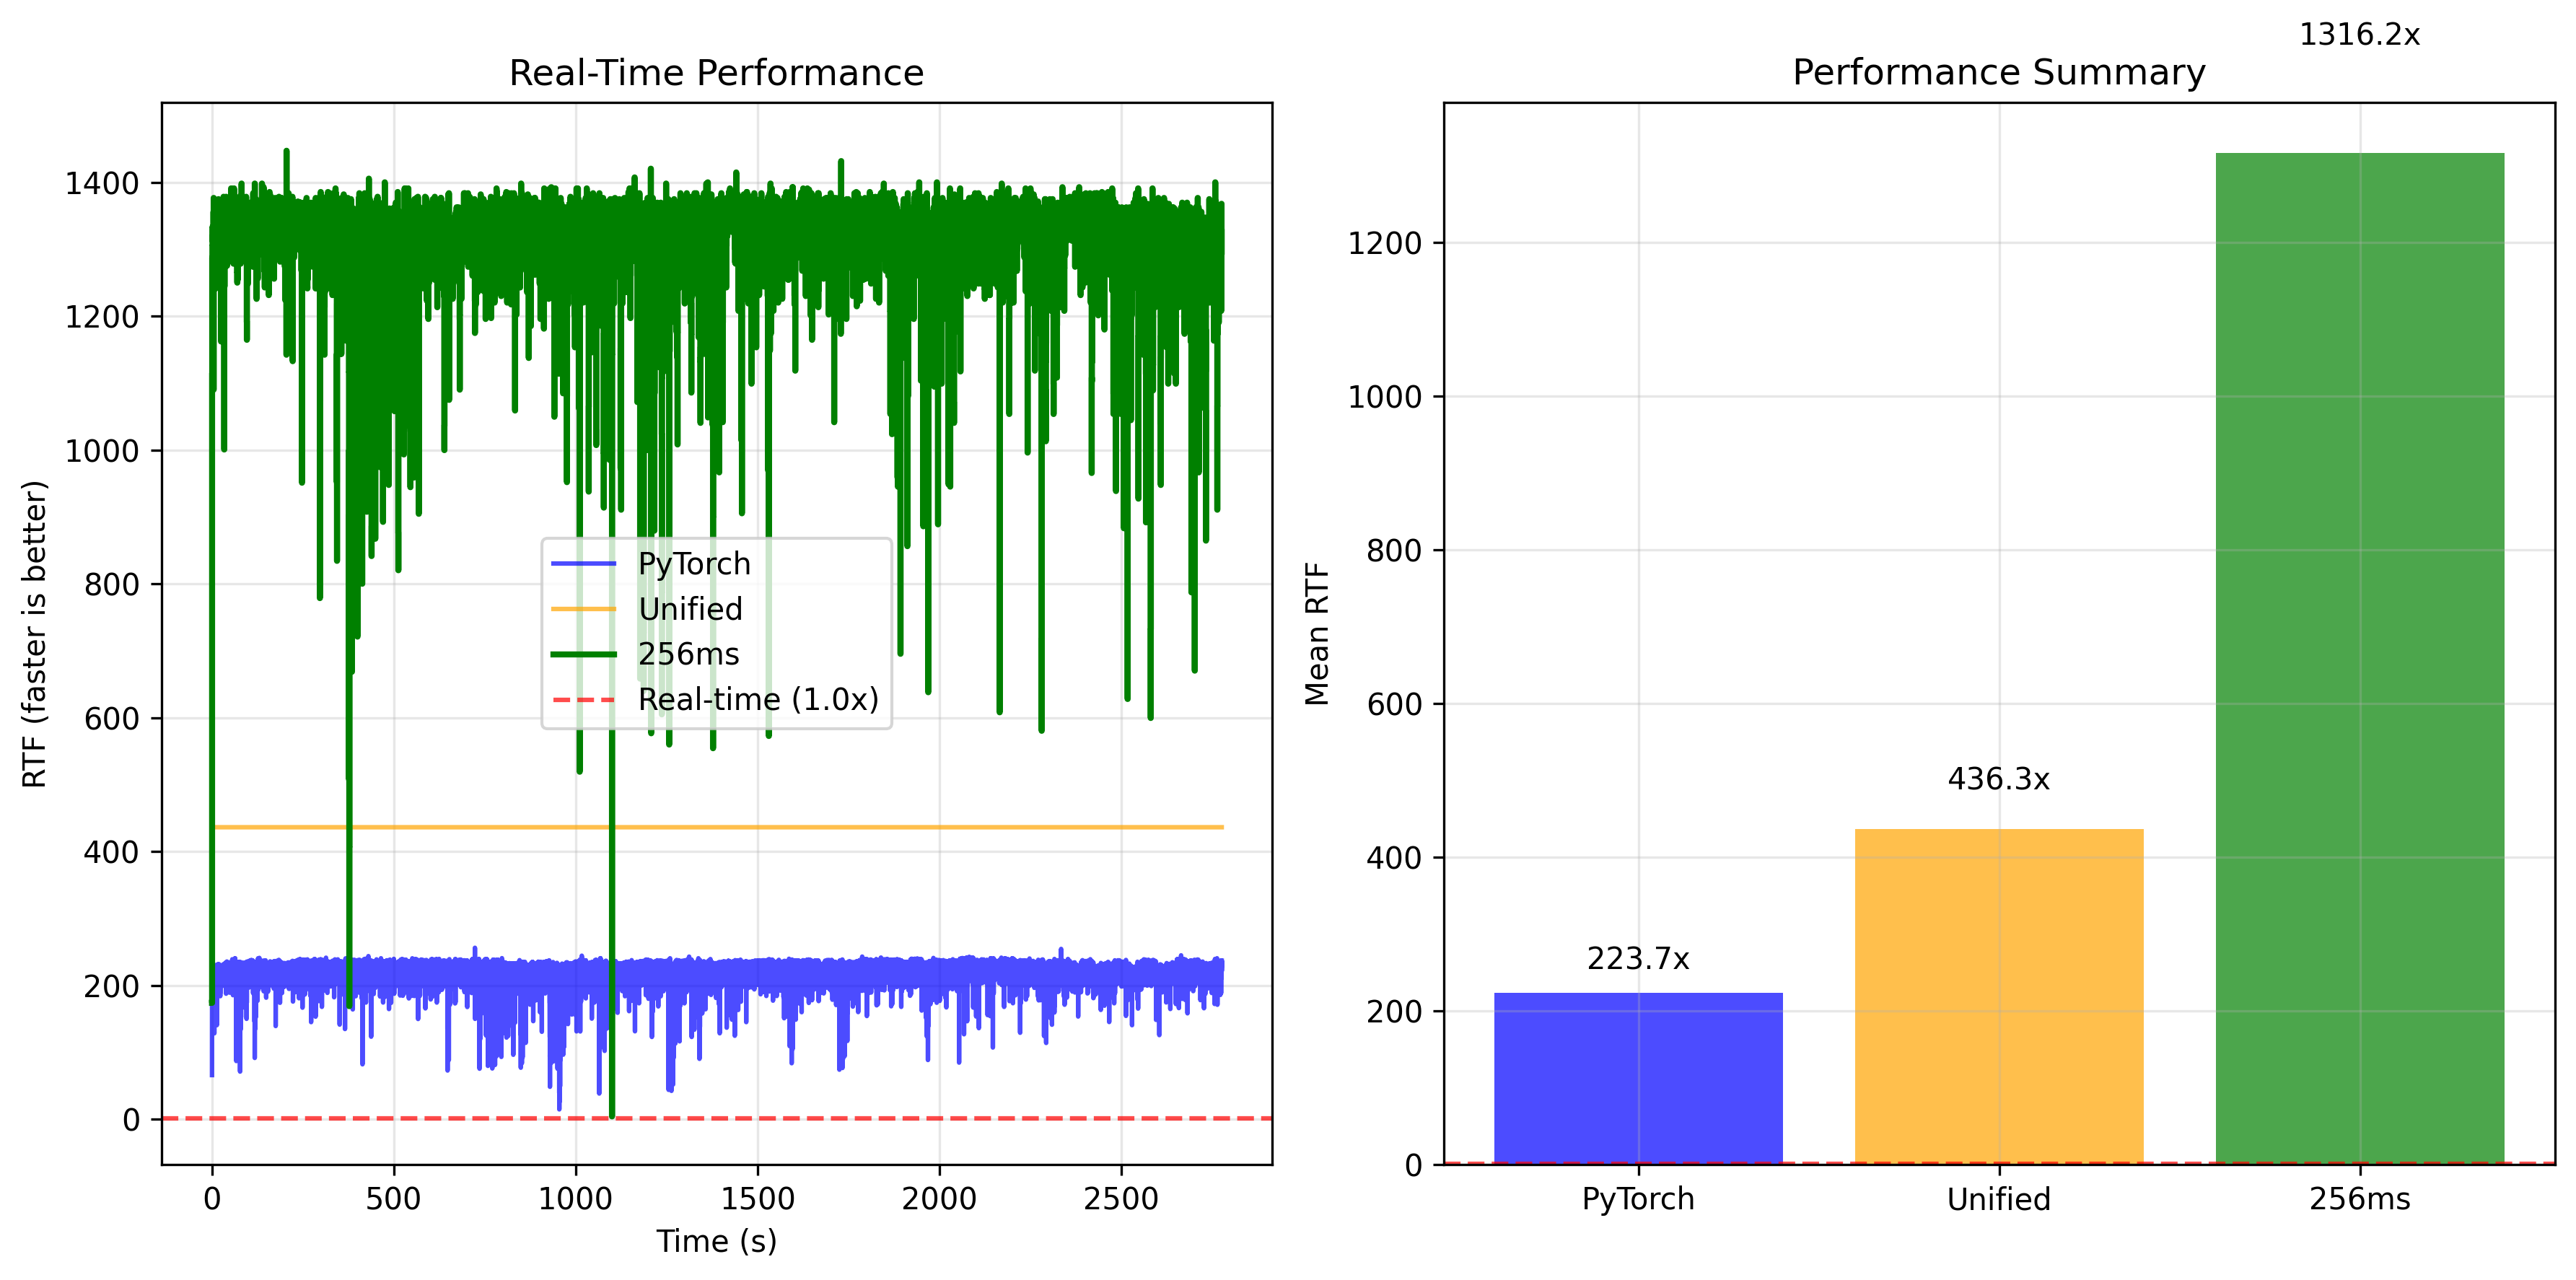 Real-Time Performance
RTF (faster is better)
1400
1200
1000
800
600
400
200
0
PyTorch
Unified
256ms
Real-time (1.0x)
0 500 1000 1500 2000 2500
Time (s)
1316.2x
Performance Summary
Mean RTF
1200
1000
800
600
400
200
0
436.3x
223.7x
PyTorch Unified 256ms